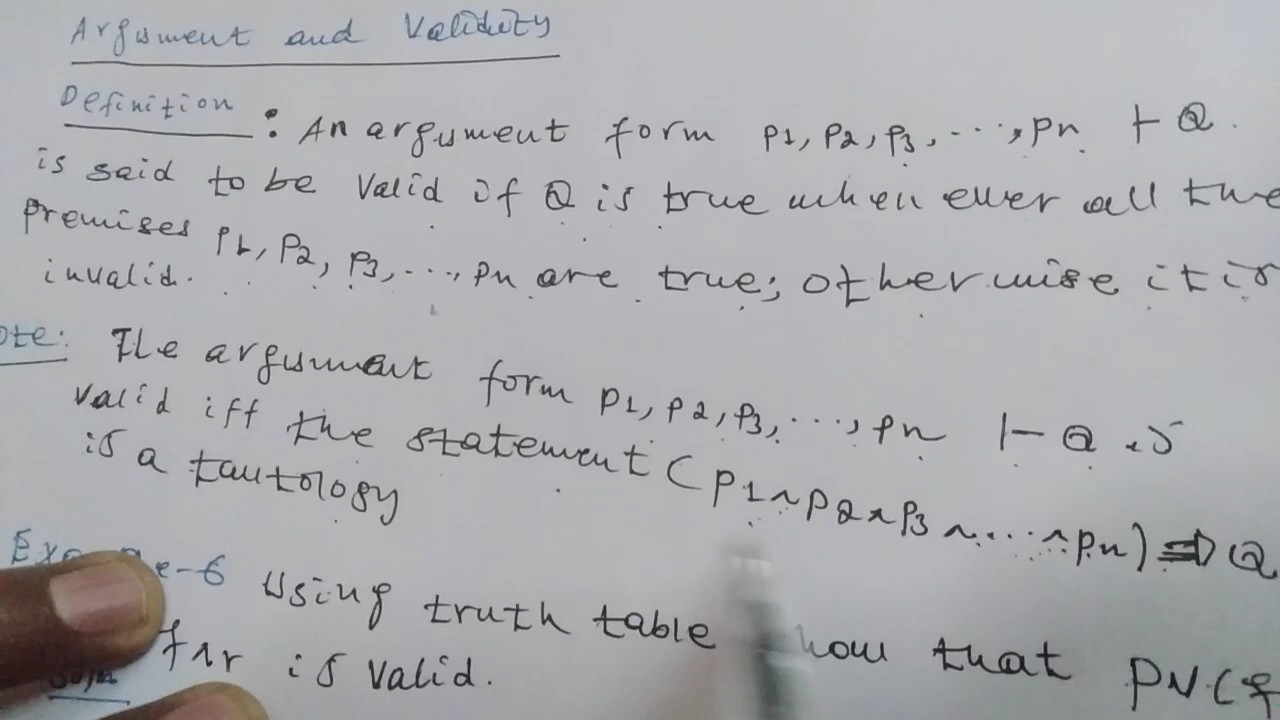 Argument and Validity
Definition: An argument form P1, P2, P3, ..., Pn ⊢ Q.
is said to be Valid if Q is true when ever all the
premises P1, P2, P3, ..., Pn are true; otherwise it is
invalid.
ote: The argument form P1, P2, P3, ..., Pn ⊢ Q is
valid iff the statement (P1 ∧ P2 ∧ P3 ∧ ... ∧ Pn) ⇒ Q
is a tautology
Using truth table how that P∨(q
is valid.